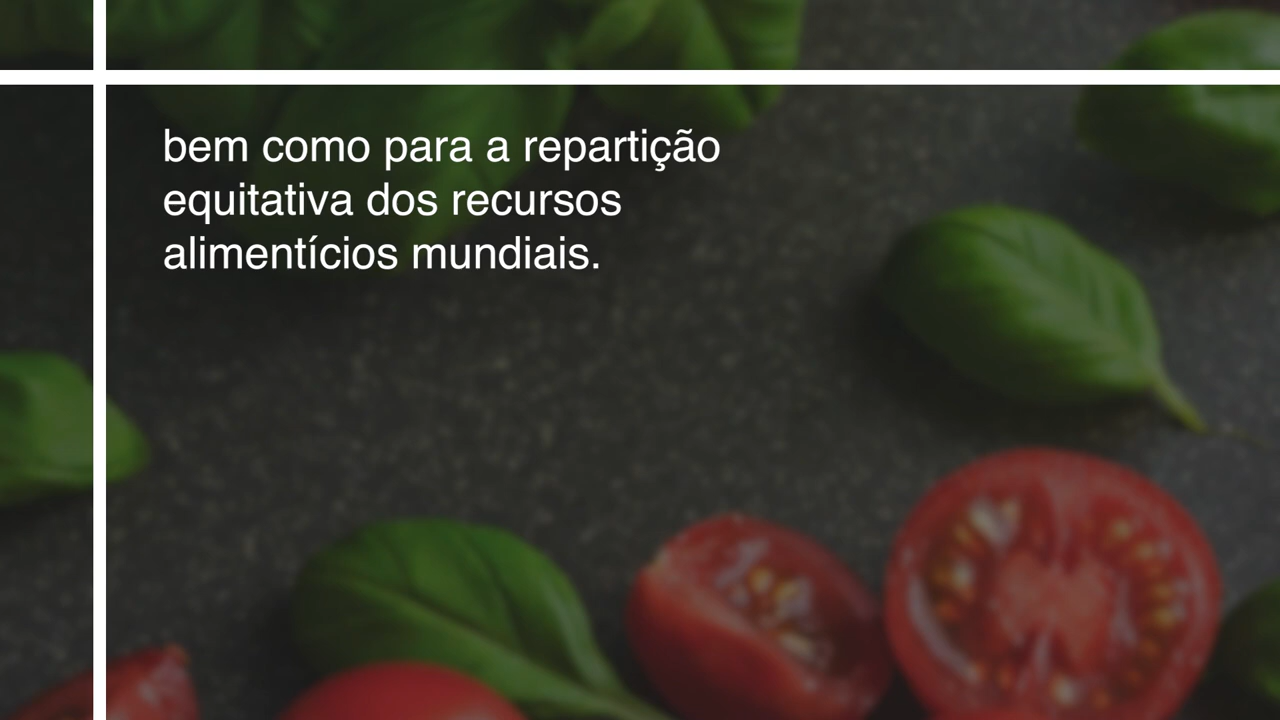 bem como para a repartição
equitativa dos recursos
alimentícios mundiais.